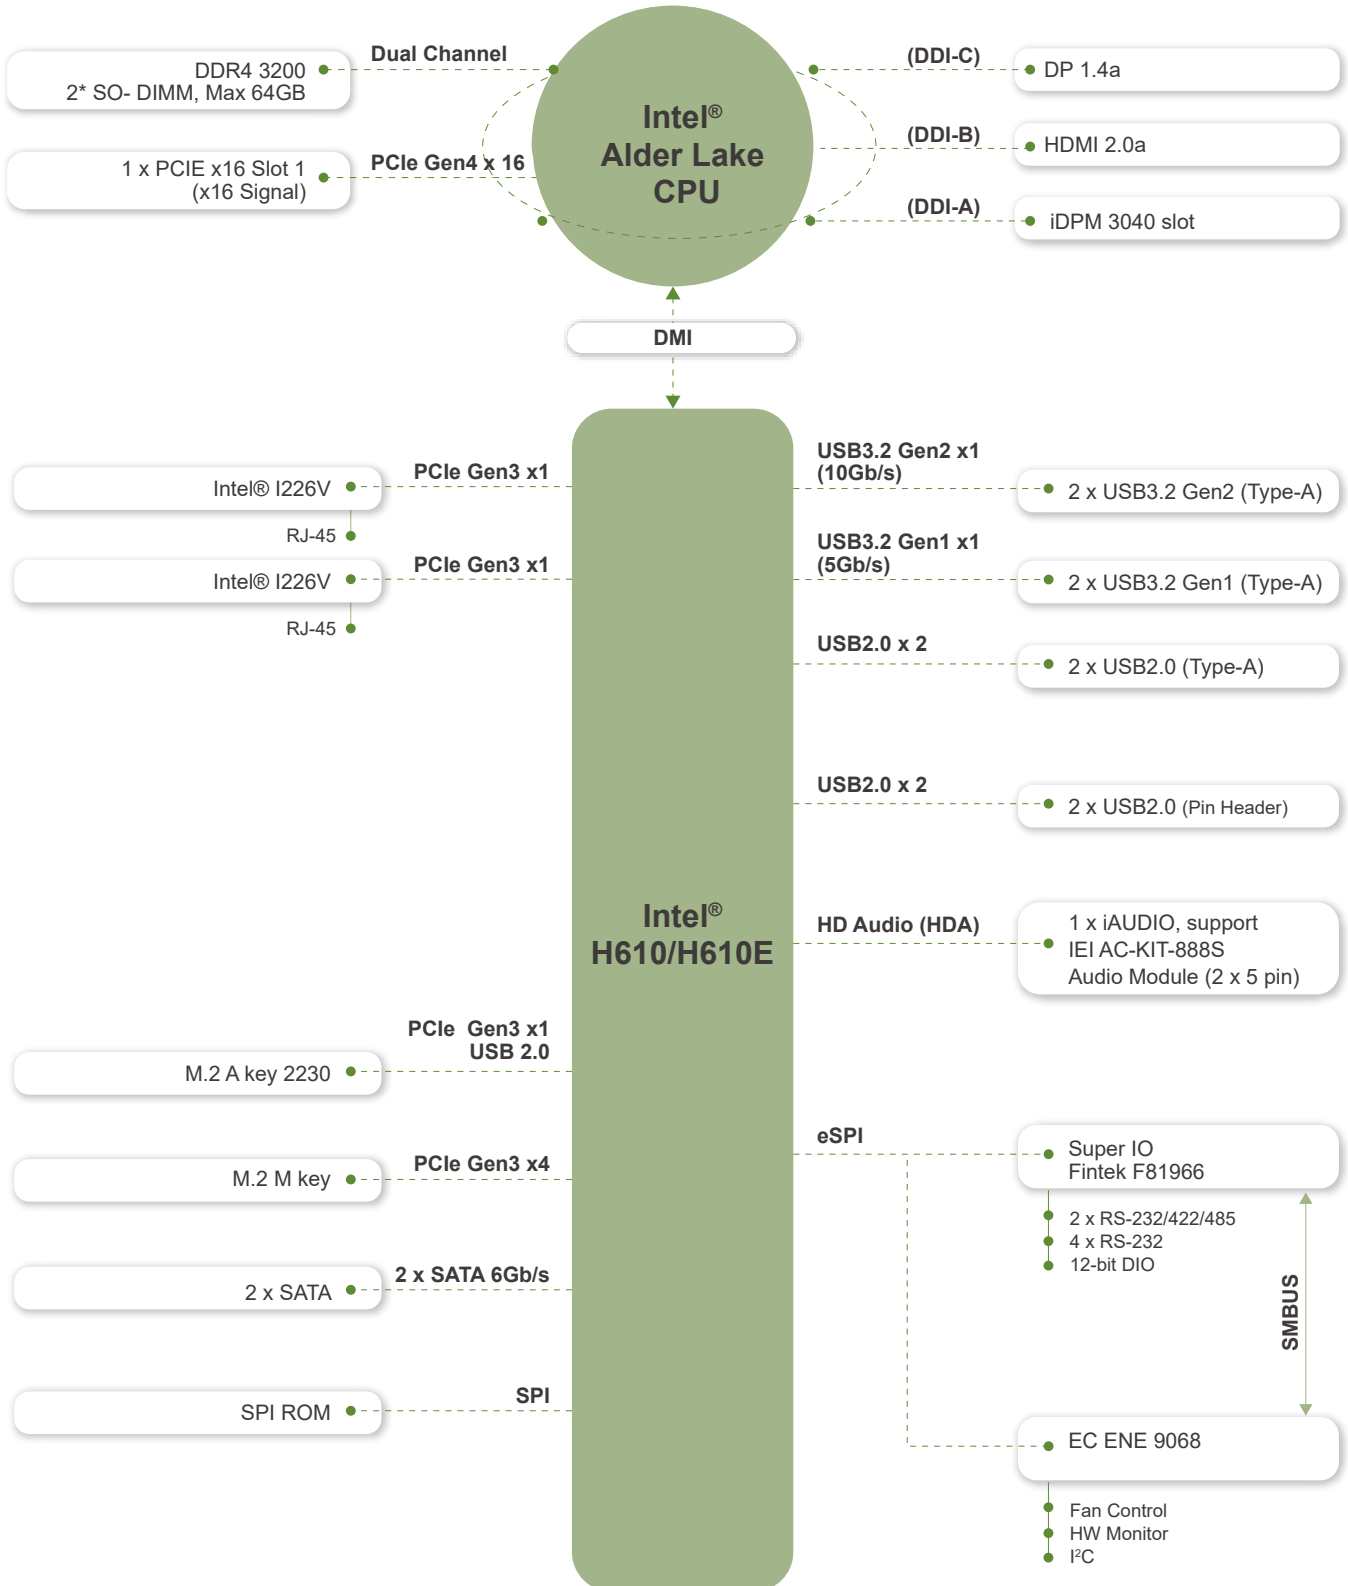 Dual Channel
DDR4 3200
2* SO- DIMM, Max 64GB
PCIe Gen4 x 16
1 x PCIE x16 Slot 1
(x16 Signal)
Intel®
Alder Lake
CPU
(DDI-C)
DP 1.4a
(DDI-B)
HDMI 2.0a
(DDI-A)
iDPM 3040 slot
DMI
PCIe Gen3 x1
Intel® I226V
RJ-45
PCIe Gen3 x1
Intel® I226V
RJ-45
USB3.2 Gen2 x1
(10Gb/s)
2 x USB3.2 Gen2 (Type-A)
USB3.2 Gen1 x1
(5Gb/s)
2 x USB3.2 Gen1 (Type-A)
USB2.0 x 2
2 x USB2.0 (Type-A)
USB2.0 x 2
2 x USB2.0 (Pin Header)
Intel®
H610/H610E
HD Audio (HDA)
1 x iAUDIO, support
IEI AC-KIT-888S
Audio Module (2 x 5 pin)
PCIe  Gen3 x1
USB 2.0
M.2 A key 2230
PCIe Gen3 x4
M.2 M key
2 x SATA 6Gb/s
2 x SATA
SPI
SPI ROM
eSPI
Super IO
Fintek F81966
2 x RS-232/422/485
4 x RS-232
12-bit DIO
SMBUS
EC ENE 9068
Fan Control
HW Monitor
I²C